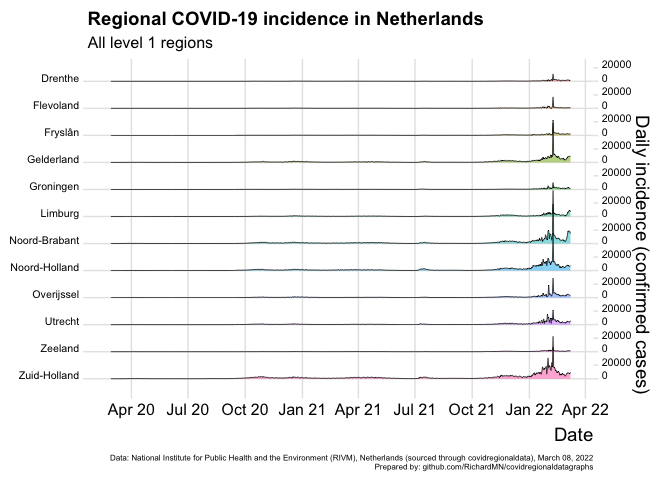 Regional COVID-19 incidence in Netherlands
All level 1 regions
Drenthe
Flevoland
Fryslân
Gelderland
Groningen
Limburg
Noord-Brabant
Noord-Holland
Overijssel
Utrecht
Zeeland
Zuid-Holland
20000
0
20000
0
20000
0
20000
0
20000
0
20000
0
20000
0
20000
0
20000
0
20000
0
20000
0
20000
0
Daily incidence (confirmed cases)
Apr 20 Jul 20 Oct 20 Jan 21 Apr 21 Jul 21 Oct 21 Jan 22 Apr 22
Date
Data: National Institute for Public Health and the Environment (RIVM), Netherlands (sourced through covidregionaldata), March 08, 2022
Prepared by: github.com/RichardMN/covidregionaldatagraphs